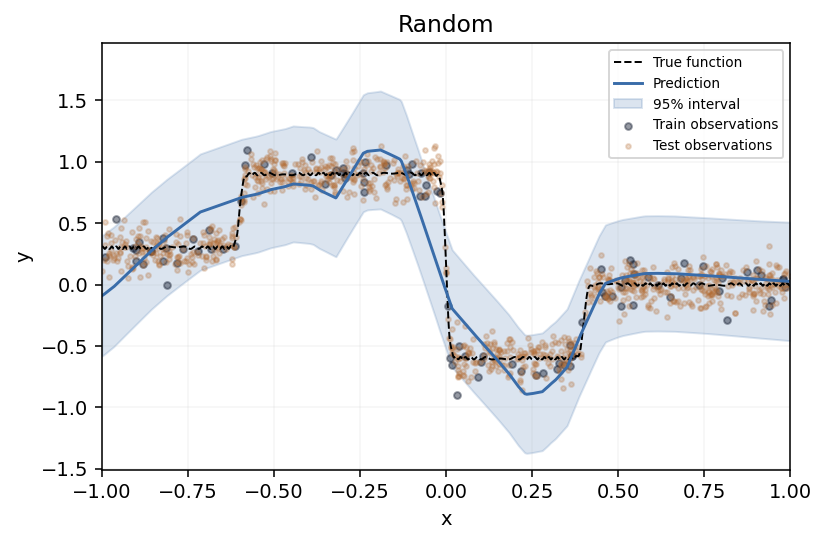 Random
True function
Prediction
95% interval
Train observations
Test observations
1.5
1.0
0.5
0.0
−0.5
−1.0
−1.5
y
−1.00 −0.75 −0.50 −0.25 0.00 0.25 0.50 0.75 1.00
x